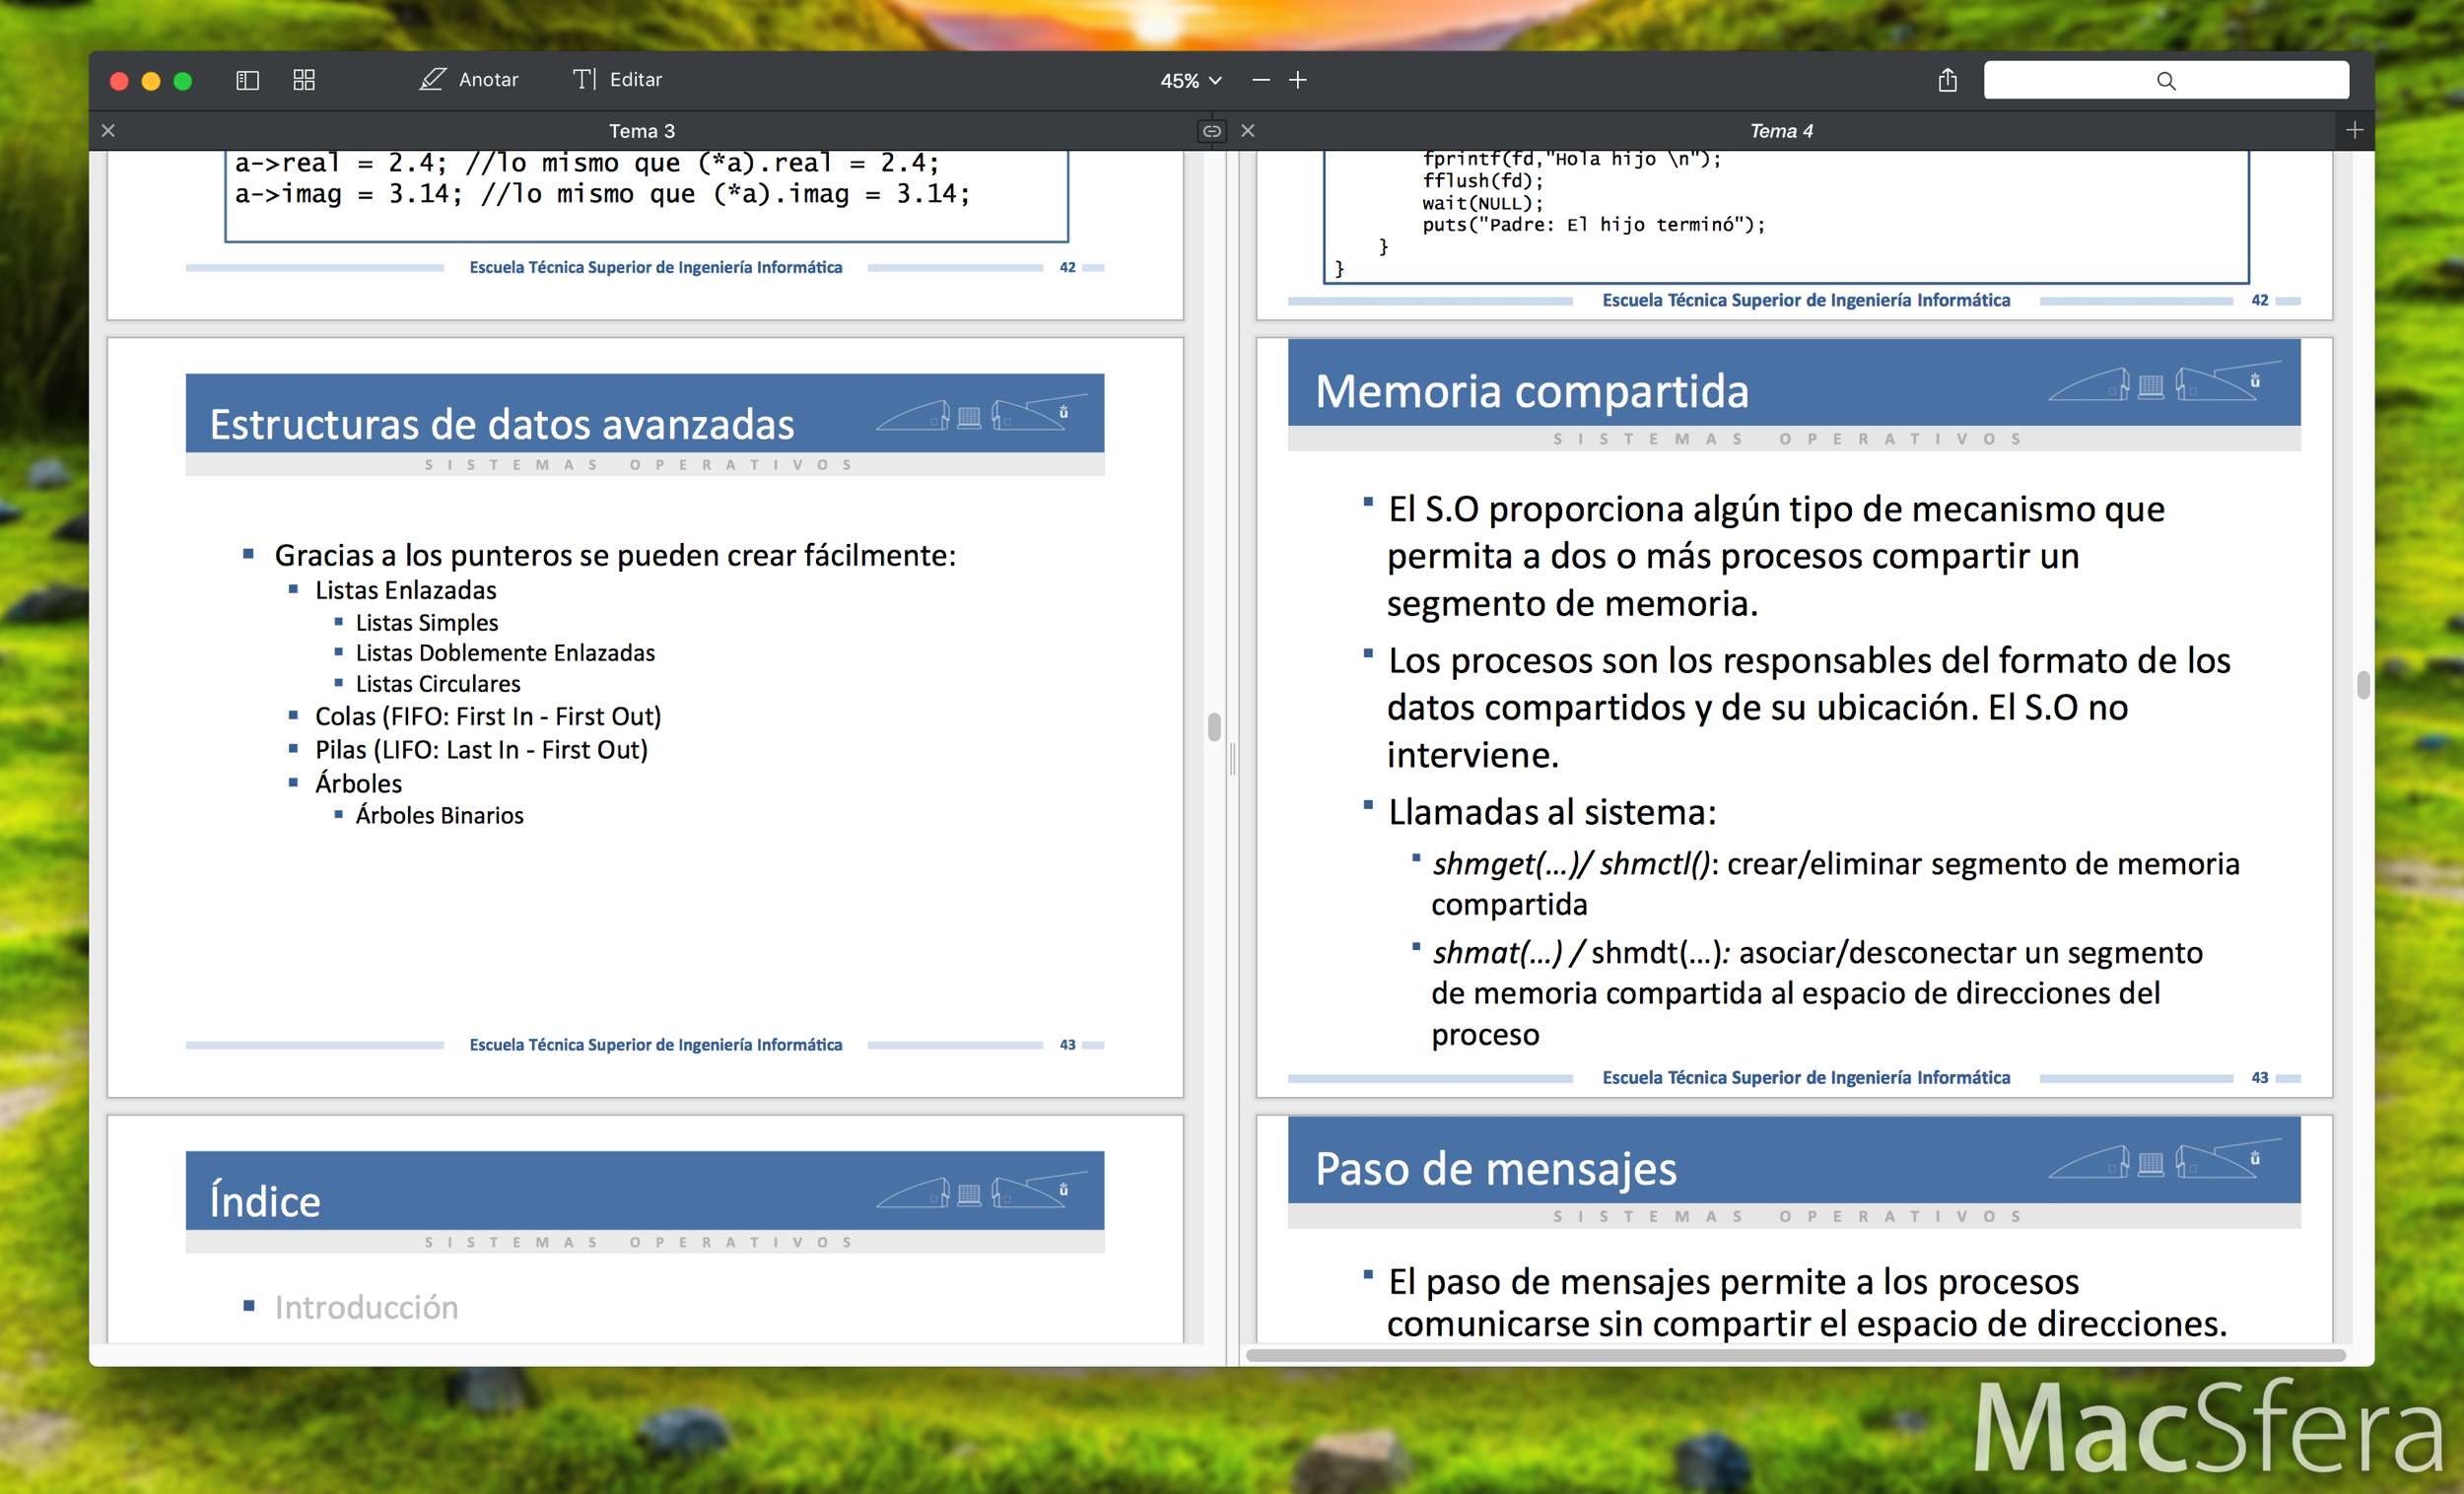 Anotar
Editar
45%
Tema 3
Tema 4
a->real = 2.4; //lo mismo que (*a).real = 2.4;
a->imag = 3.14; //lo mismo que (*a).imag = 3.14;
Escuela Técnica Superior de Ingeniería Informática 42
Estructuras de datos avanzadas
SISTEMAS OPERATIVOS
Gracias a los punteros se pueden crear fácilmente:
Listas Enlazadas
Listas Simples
Listas Doblemente Enlazadas
Listas Circulares
Colas (FIFO: First In - First Out)
Pilas (LIFO: Last In - First Out)
Árboles
Árboles Binarios
Escuela Técnica Superior de Ingeniería Informática 43
Índice
SISTEMAS OPERATIVOS
Introducción
fprintf(fd,"Hola hijo \n");
fflush(fd);
wait(NULL);
puts("Padre: El hijo terminó");
}
}
Escuela Técnica Superior de Ingeniería Informática 42
Memoria compartida
SISTEMAS OPERATIVOS
El S.O proporciona algún tipo de mecanismo que
permita a dos o más procesos compartir un
segmento de memoria.
Los procesos son los responsables del formato de los
datos compartidos y de su ubicación. El S.O no
interviene.
Llamadas al sistema:
shmget(...)/ shmctl(): crear/eliminar segmento de memoria
compartida
shmat(...) / shmdt(...): asociar/desconectar un segmento
de memoria compartida al espacio de direcciones del
proceso
Escuela Técnica Superior de Ingeniería Informática 43
Paso de mensajes
SISTEMAS OPERATIVOS
El paso de mensajes permite a los procesos
comunicarse sin compartir el espacio de direcciones.
MacSfera